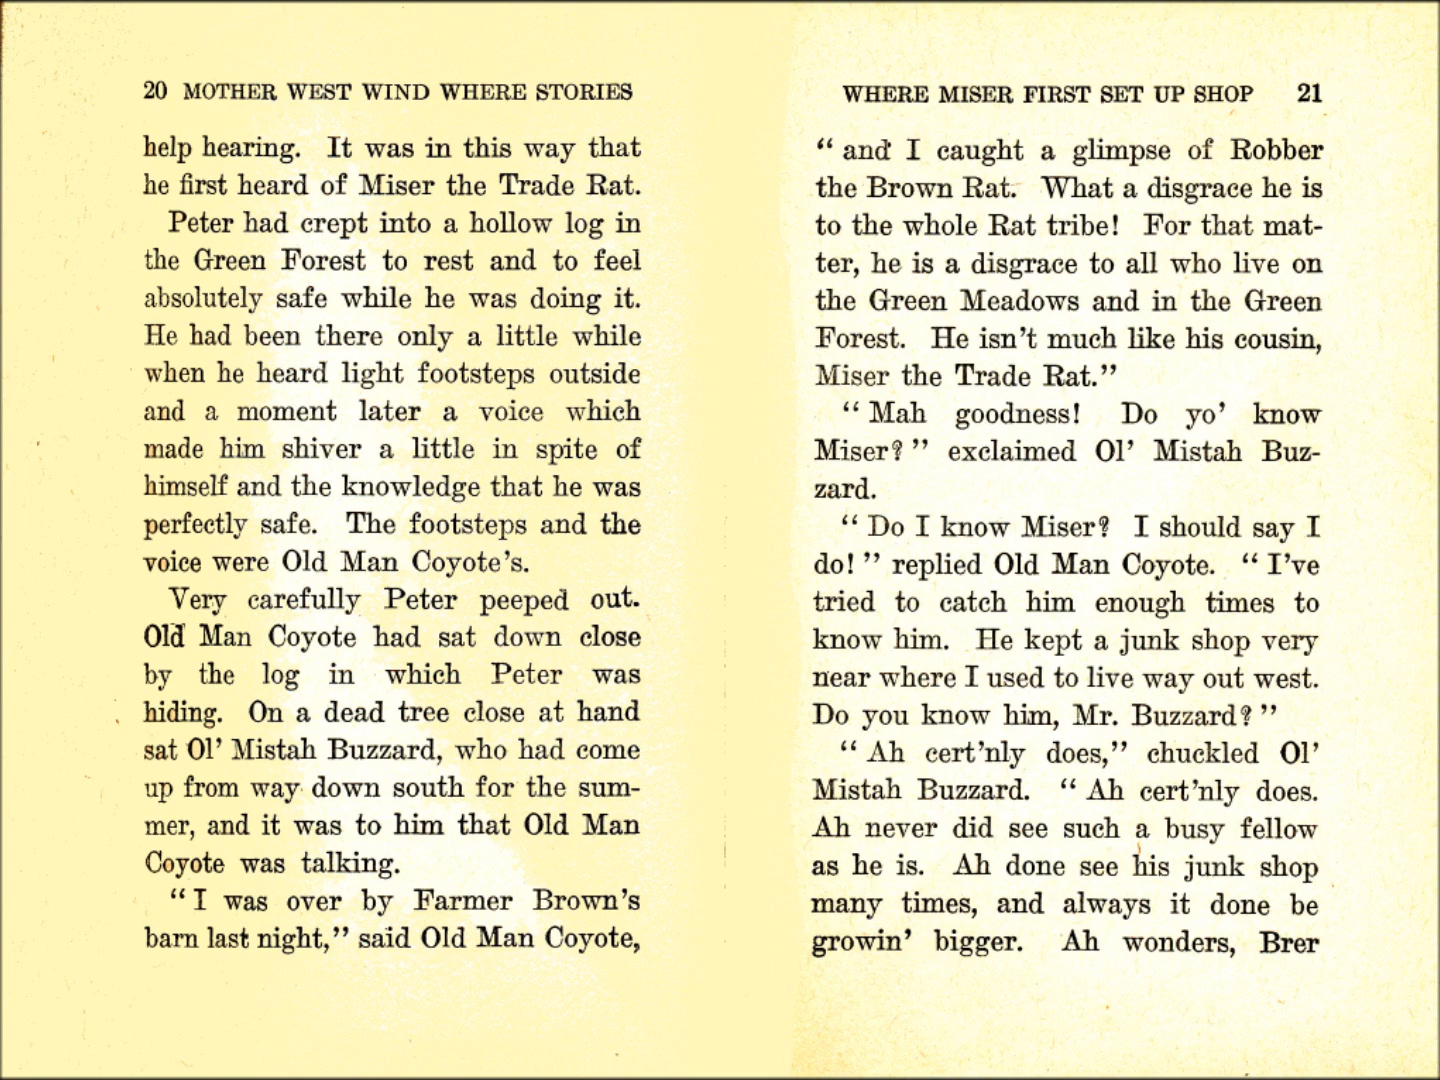 20 MOTHER WEST WIND WHERE STORIES
help hearing. It was in this way that
he first heard of Miser the Trade Rat.
Peter had crept into a hollow log in
the Green Forest to rest and to feel
absolutely safe while he was doing it.
He had been there only a little while
when he heard light footsteps outside
and a moment later a voice which
made him shiver a little in spite of
himself and the knowledge that he was
perfectly safe. The footsteps and the
voice were Old Man Coyote's.
Very carefully Peter peeped out.
Old Man Coyote had sat down close
by the log in which Peter was
hiding. On a dead tree close at hand
sat Ol' Mistah Buzzard, who had come
up from way down south for the sum-
mer, and it was to him that Old Man
Coyote was talking.
“I was over by Farmer Brown's
barn last night,” said Old Man Coyote,
WHERE MISER FIRST SET UP SHOP 21
“and I caught a glimpse of Robber
the Brown Rat. What a disgrace he is
to the whole Rat tribe! For that mat-
ter, he is a disgrace to all who live on
the Green Meadows and in the Green
Forest. He isn't much like his cousin,
Miser the Trade Rat.”
“Mah goodness! Do yo' know
Miser?” exclaimed Ol' Mistah Buz-
zard.
“Do I know Miser? I should say I
do!” replied Old Man Coyote. “I've
tried to catch him enough times to
know him. He kept a junk shop very
near where I used to live way out west.
Do you know him, Mr. Buzzard?”
“Ah cert'nly does,” chuckled Ol'
Mistah Buzzard. “Ah cert'nly does.
Ah never did see such a busy fellow
as he is. Ah done see his junk shop
many times, and always it done be
growin' bigger. Ah wonders, Brer